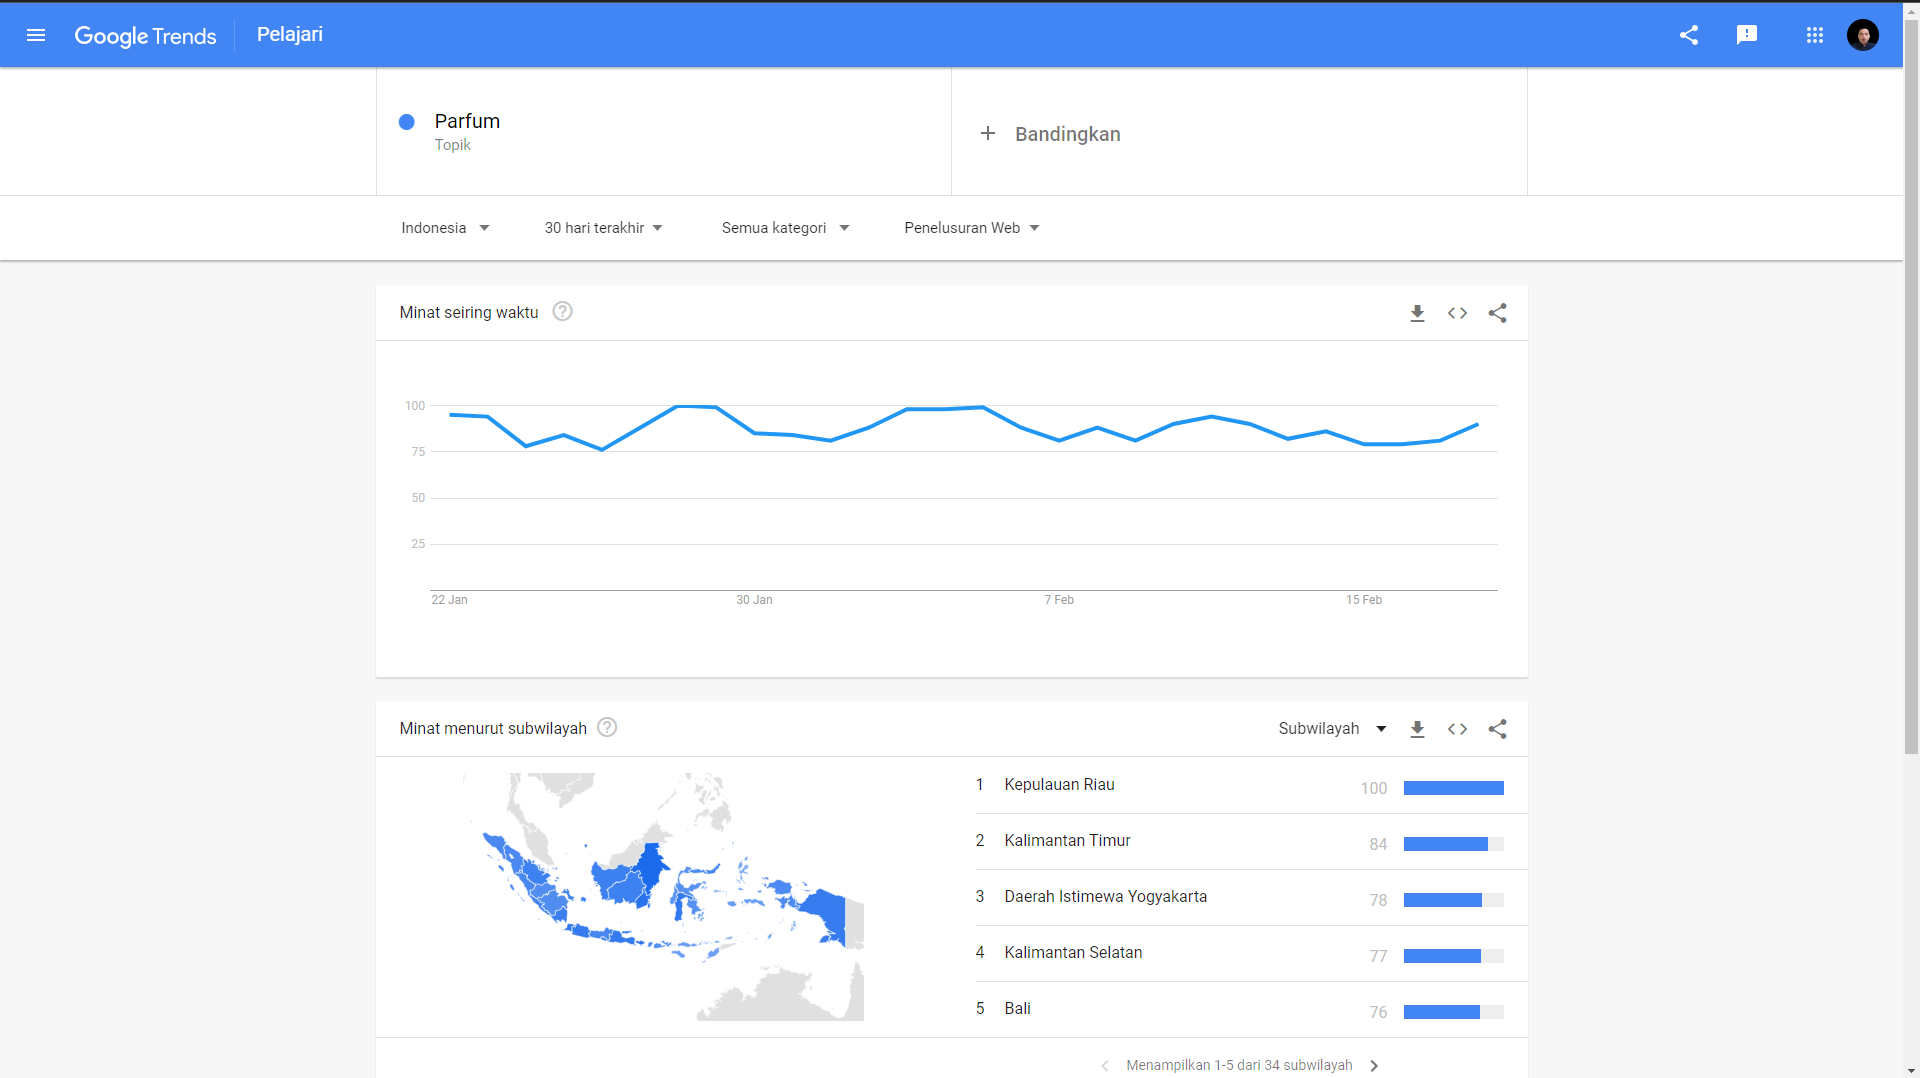 Google Trends
Pelajari
Parfum
Topik
+ Bandingkan
Indonesia
30 hari terakhir
Semua kategori
Penelusuran Web
Minat seiring waktu
100
75
50
25
22 Jan
30 Jan
7 Feb
15 Feb
Minat menurut subwilayah
Subwilayah
1 Kepulauan Riau 100
2 Kalimantan Timur 84
3 Daerah Istimewa Yogyakarta 78
4 Kalimantan Selatan 77
5 Bali 76
Menampilkan 1-5 dari 34 subwilayah